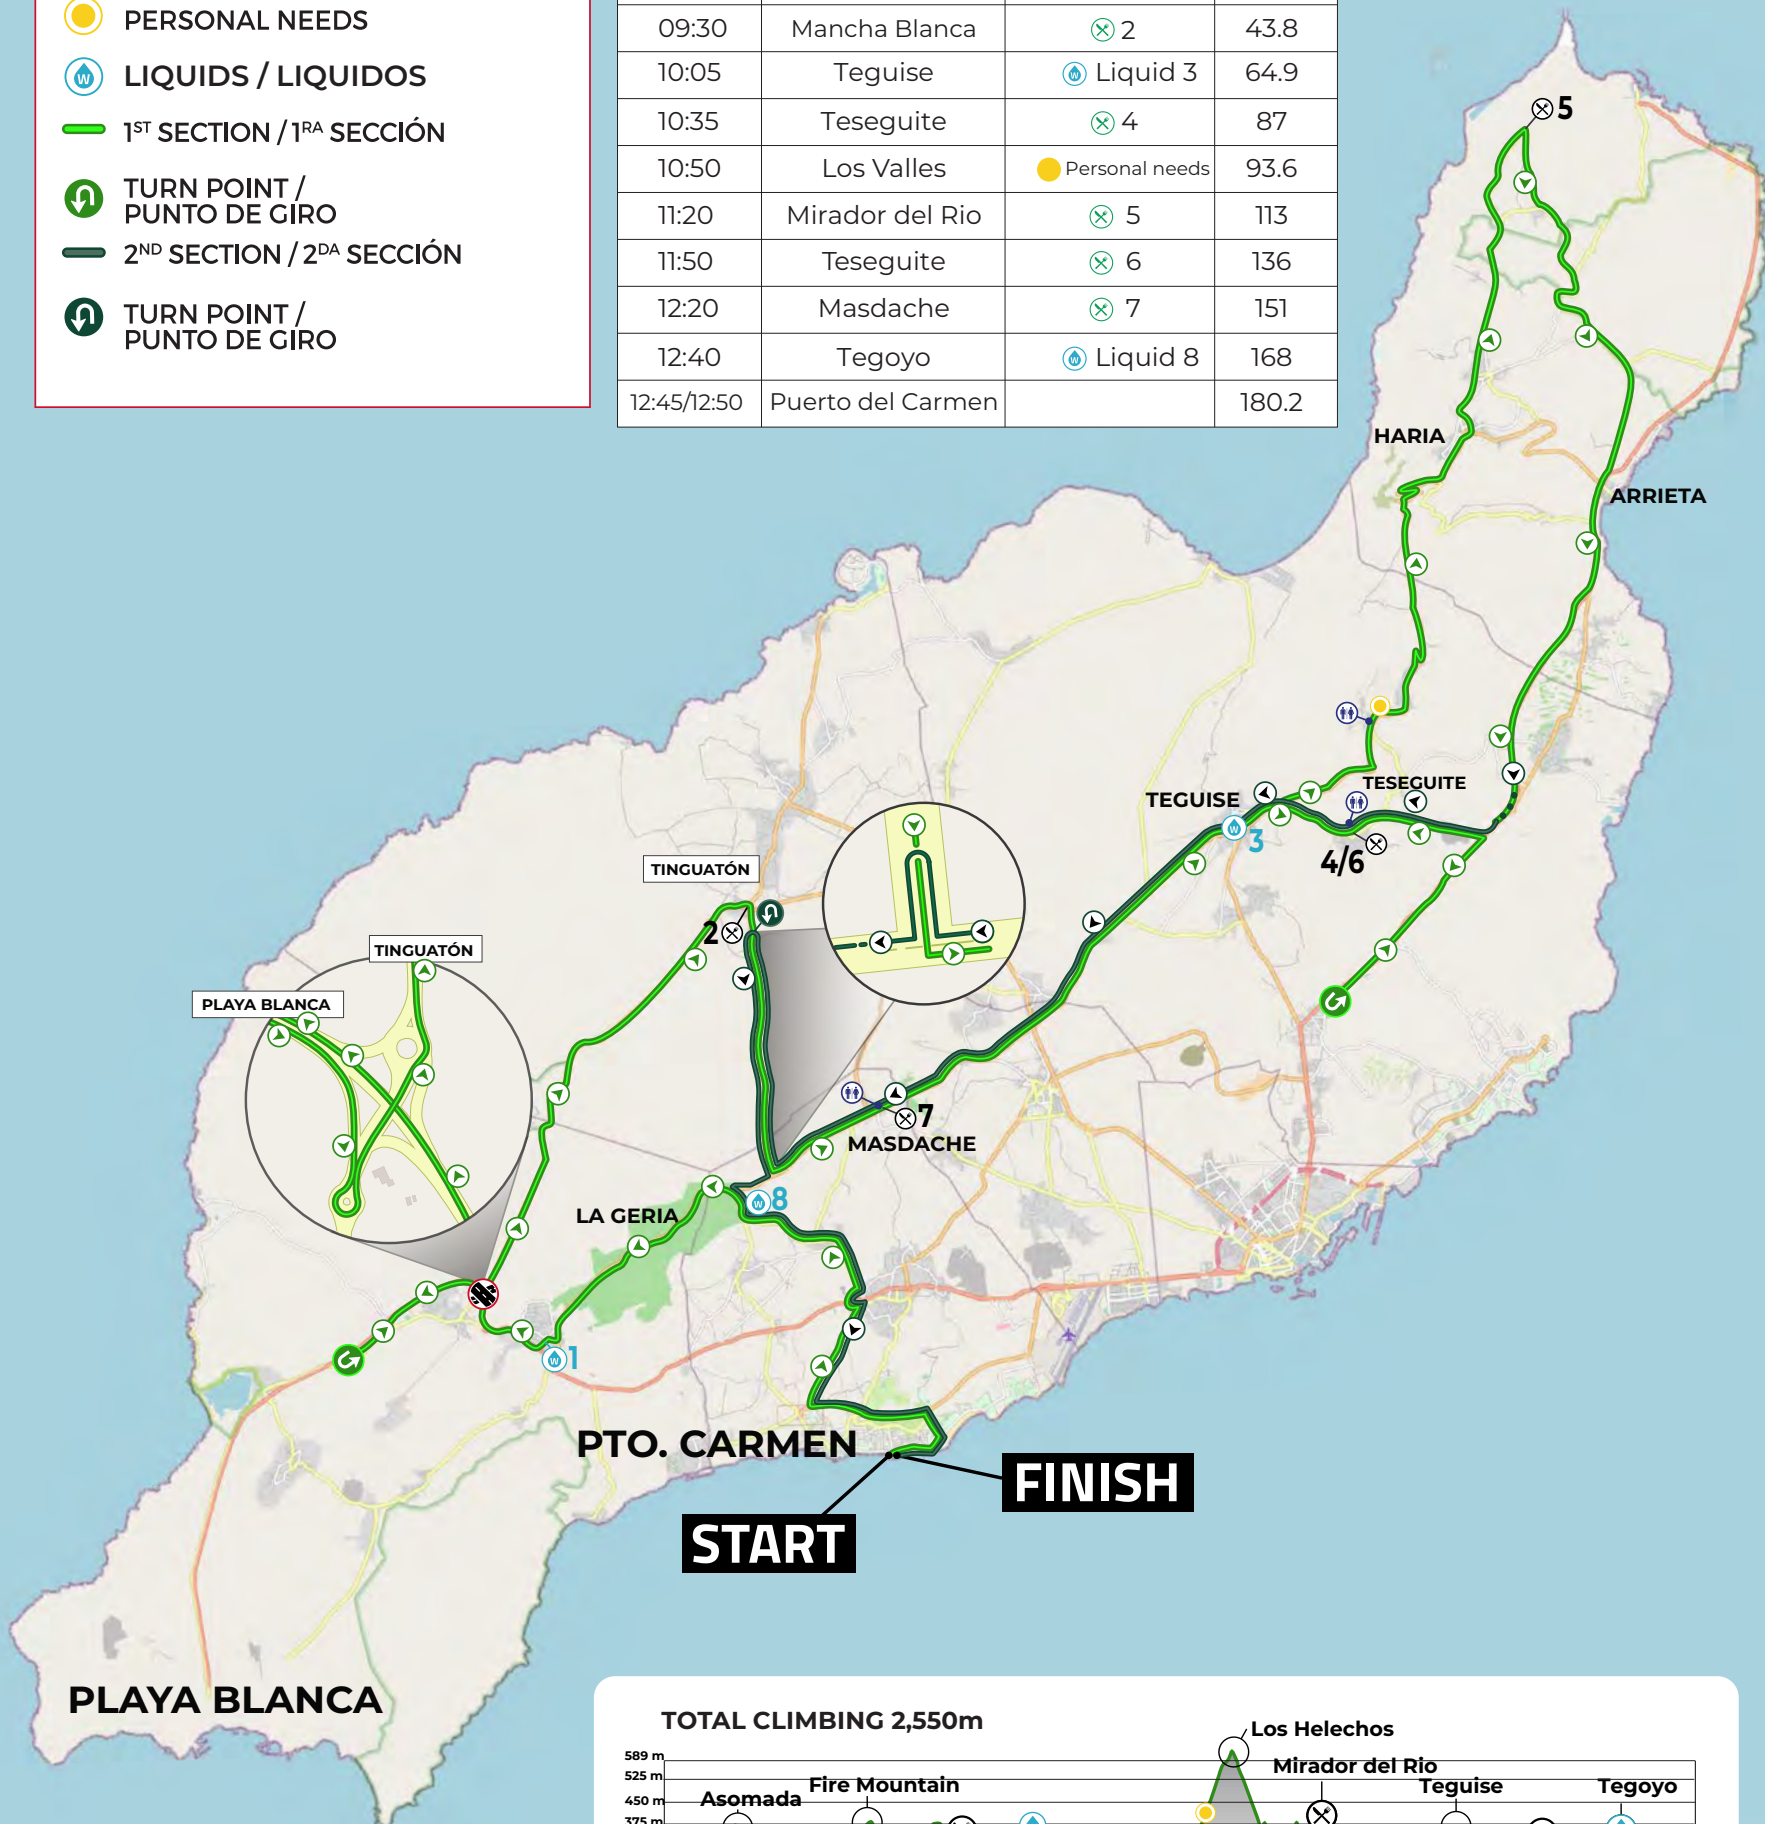 PERSONAL NEEDS
W LIQUIDS / LIQUIDOS
1ST SECTION / 1RA SECCIÓN
TURN POINT /
PUNTO DE GIRO
2ND SECTION / 2DA SECCIÓN
TURN POINT /
PUNTO DE GIRO
09:30 Mancha Blanca 2 43.8
10:05 Teguise W Liquid 3 64.9
10:35 Teseguite 4 87
10:50 Los Valles Personal needs 93.6
11:20 Mirador del Rio 5 113
11:50 Teseguite 6 136
12:20 Masdache 7 151
12:40 Tegoyo W Liquid 8 168
12:45/12:50 Puerto del Carmen 180.2
5
HARIA
ARRIETA
TESEGUITE
TEGUISE
W 3
4/6
TINGUATÓN
2
TINGUATÓN
PLAYA BLANCA
7
MASDACHE
W 8
LA GERIA
W 1
PTO. CARMEN
FINISH
START
PLAYA BLANCA
TOTAL CLIMBING 2,550m
Los Helechos
589 m
Mirador del Rio
525 m
Asomada
Fire Mountain
Teguise
Tegoyo
450 m
375 m